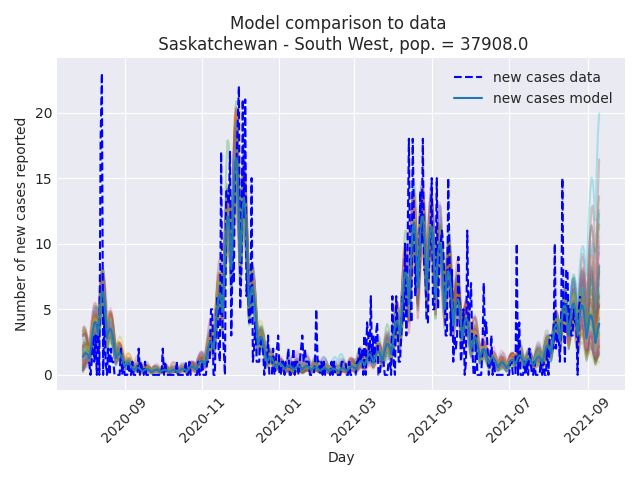 Model comparison to data
Saskatchewan - South West, pop. = 37908.0
new cases data
new cases model
Number of new cases reported
20
15
10
5
0
2020-09
2020-11
2021-01
2021-03
2021-05
2021-07
2021-09
Day